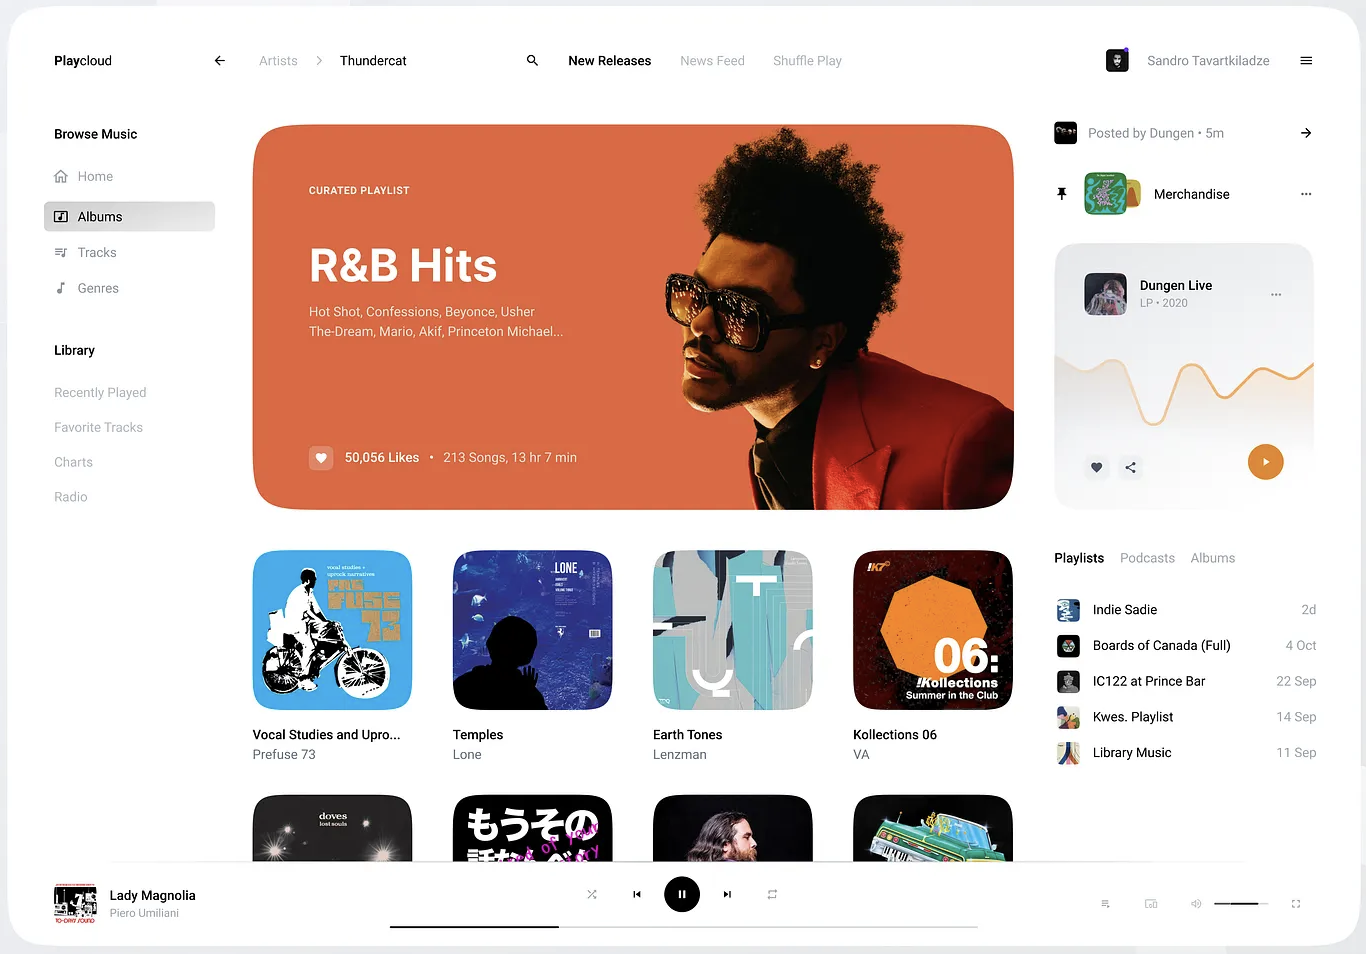 Playcloud
Artists
Thundercat
New Releases
News Feed
Shuffle Play
Sandro Tavartkiladze
Browse Music
Home
Albums
Tracks
Genres
Library
Recently Played
Favorite Tracks
Charts
Radio
CURATED PLAYLIST
R&B Hits
Hot Shot, Confessions, Beyonce, Usher
The-Dream, Mario, Akif, Princeton Michael...
50,056 Likes • 213 Songs, 13 hr 7 min
Posted by Dungen • 5m
Merchandise
Dungen Live
LP • 2020
Playlists
Podcasts
Albums
Indie Sadie
2d
Boards of Canada (Full)
4 Oct
IC122 at Prince Bar
22 Sep
Kwes. Playlist
14 Sep
Library Music
11 Sep
vocal studies +
uprock narratives
PRE
FUSE
73
LONE
!K7
06:
!Kollections
Summer in the Club
Vocal Studies and Upro...
Prefuse 73
Temples
Lone
Earth Tones
Lenzman
Kollections 06
VA
doves
lost souls
もうその
Lady Magnolia
Piero Umiliani